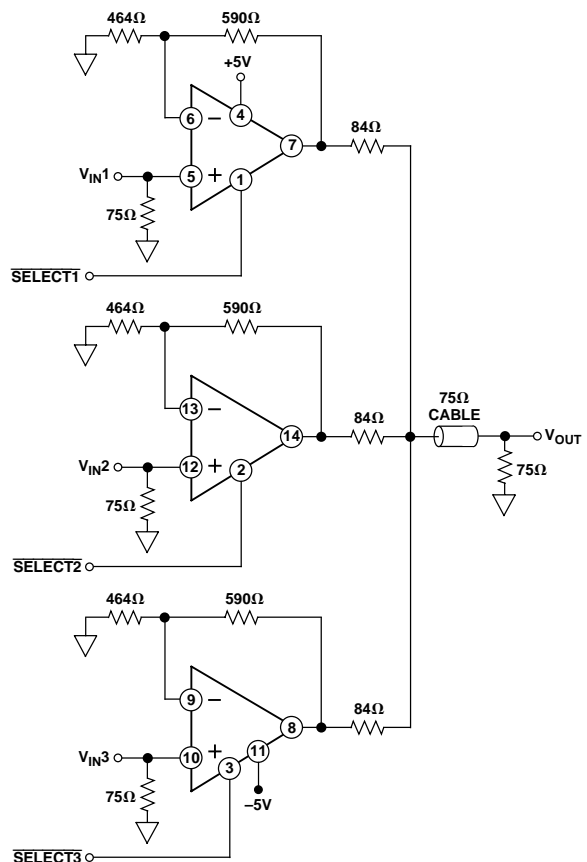 464Ω 590Ω
+5V
6 − 4
7 84Ω
VIN1 5 + 1
75Ω
SELECT1
464Ω 590Ω
13 −
14 84Ω
75Ω
CABLE
VOUT
VIN2 12 + 2
75Ω
75Ω
SELECT2
464Ω 590Ω
9 −
8 84Ω
11
VIN3 10 + 3
75Ω
−5V
SELECT3